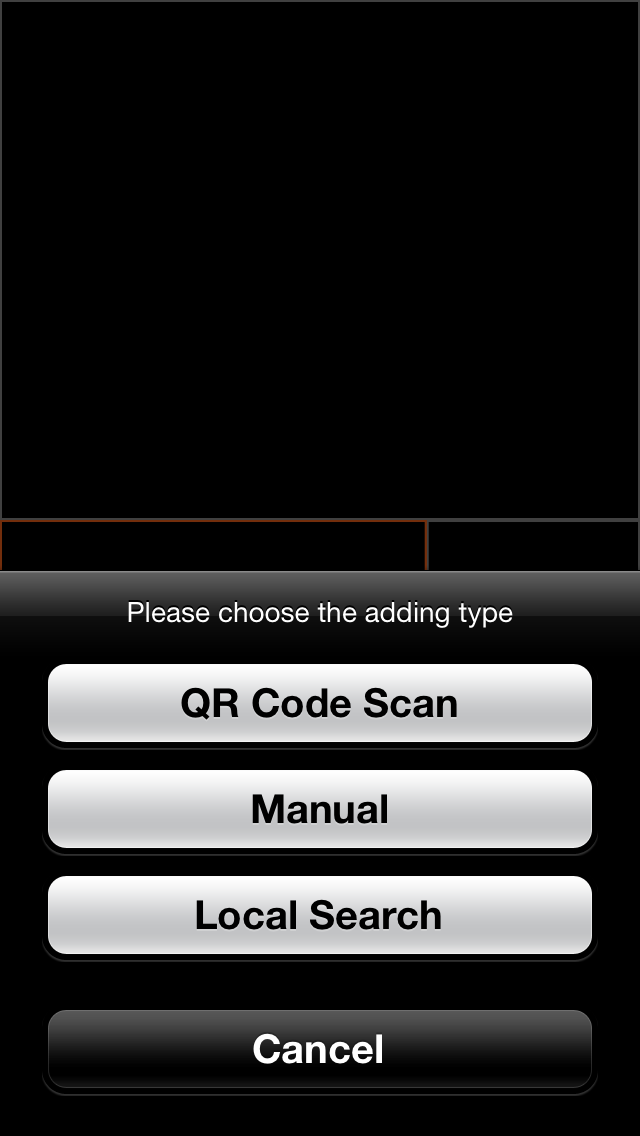 Please choose the adding type
QR Code Scan
Manual
Local Search
Cancel